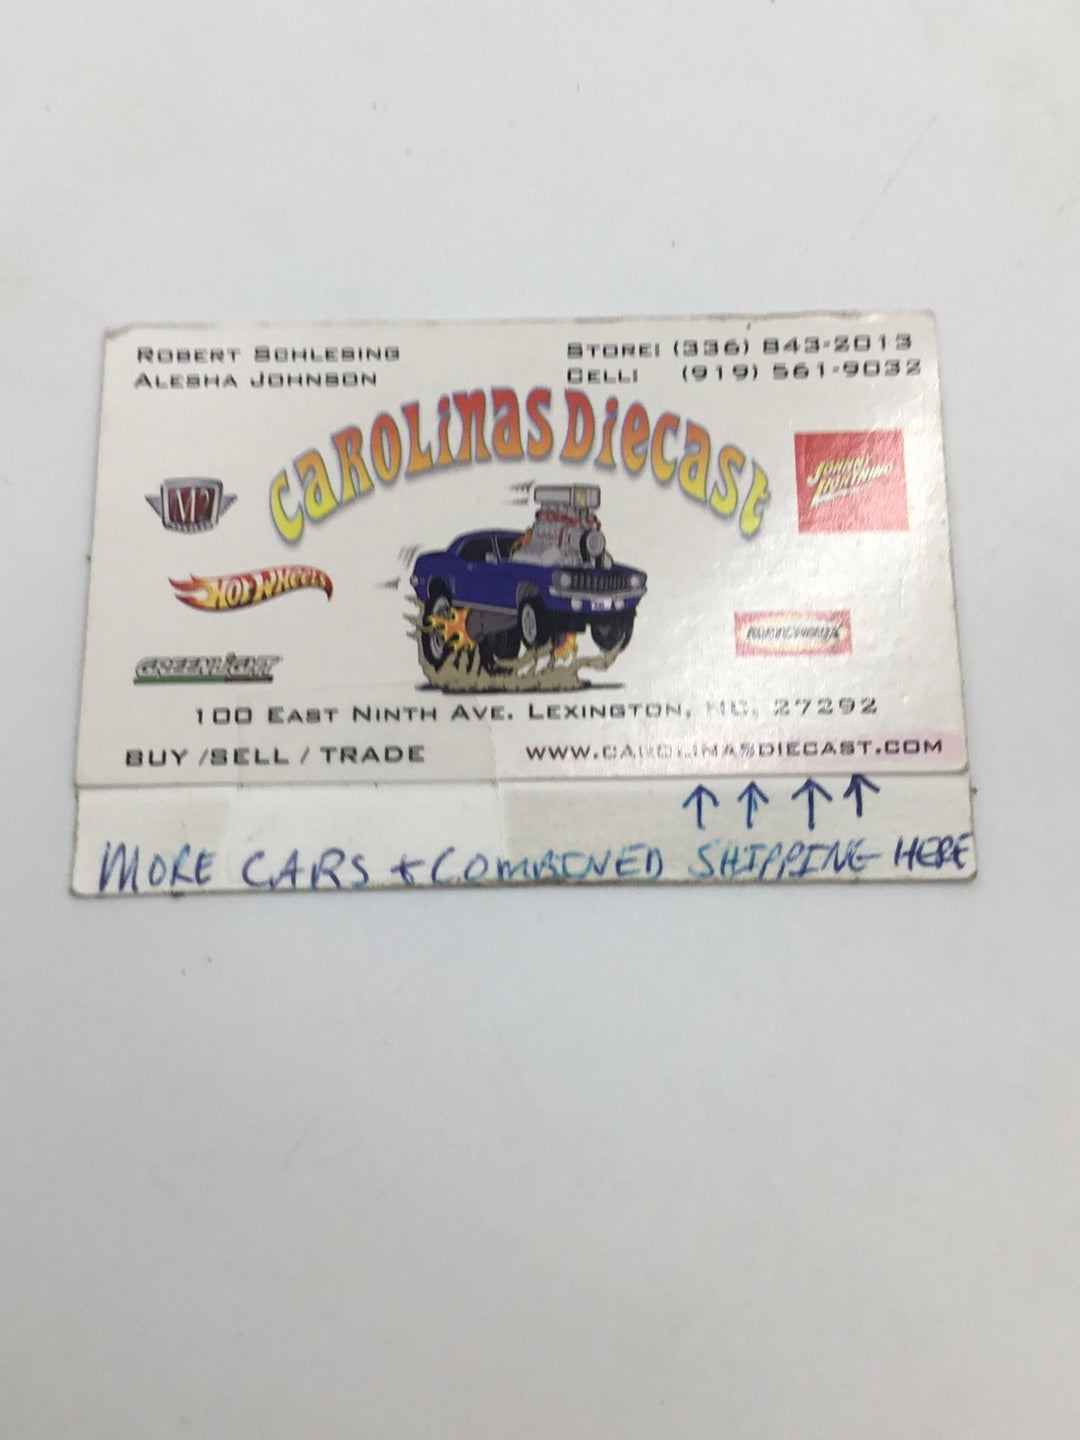 ROBERT SCHLESING
ALESHA JOHNSON
STORE: (336) 843-2013
CELL: (919) 561-9032
CAROLINAS DIECAST
M2
JOHNNY LIGHTNING
HOT WHEELS
GREENLIGHT
100 EAST NINTH AVE. LEXINGTON, NC. 27292
BUY /SELL / TRADE
WWW.CAROLINASDIECAST.COM
↑ ↑ ↑ ↑
MORE CARS + COMBINED SHIPPING HERE